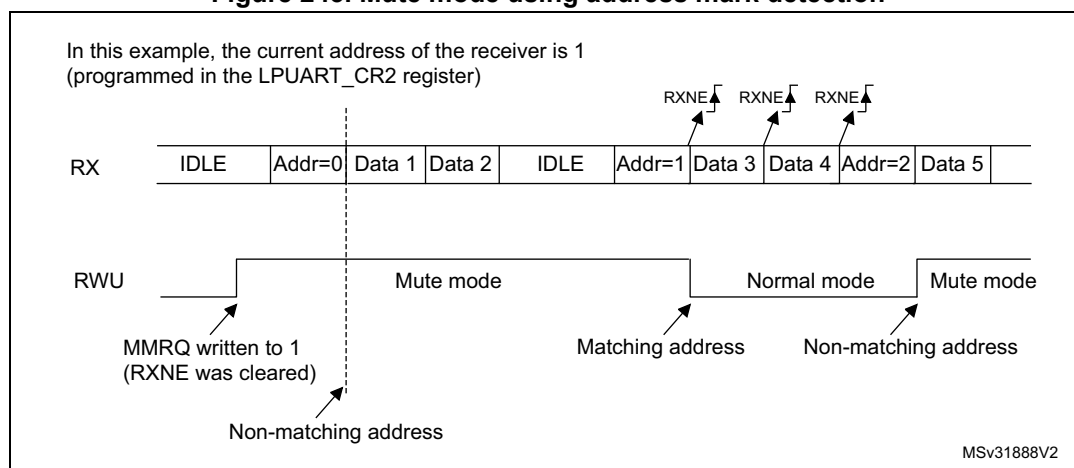 In this example, the current address of the receiver is 1
(programmed in the LPUART_CR2 register)
RXNE RXNE RXNE
RX IDLE Addr=0 Data 1 Data 2 IDLE Addr=1 Data 3 Data 4 Addr=2 Data 5
RWU Mute mode Normal mode Mute mode
MMRQ written to 1 Matching address Non-matching address
(RXNE was cleared)
Non-matching address
MSv31888V2